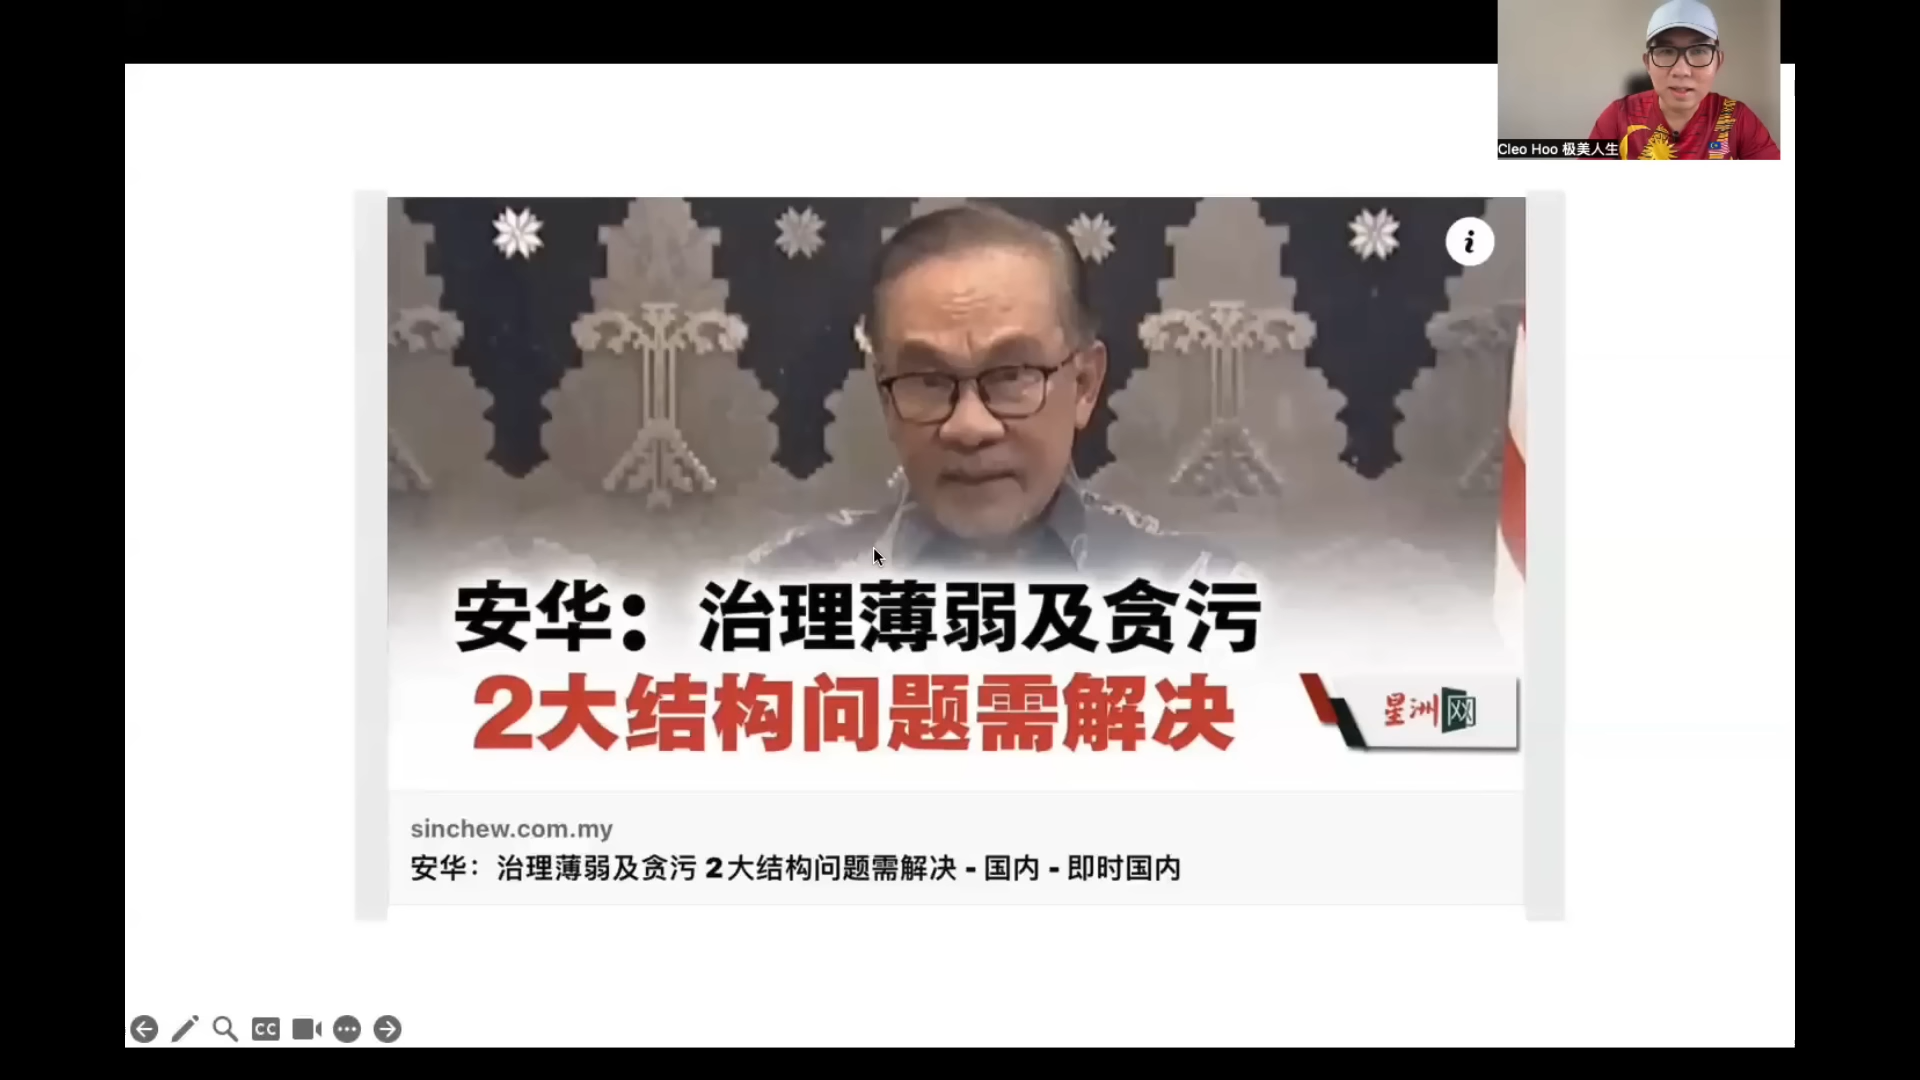 Cleo Hoo 极美人生
安华：治理薄弱及贪污
2大结构问题需解决
星洲网
sinchew.com.my
安华：治理薄弱及贪污 2大结构问题需解决 - 国内 - 即时国内
CC